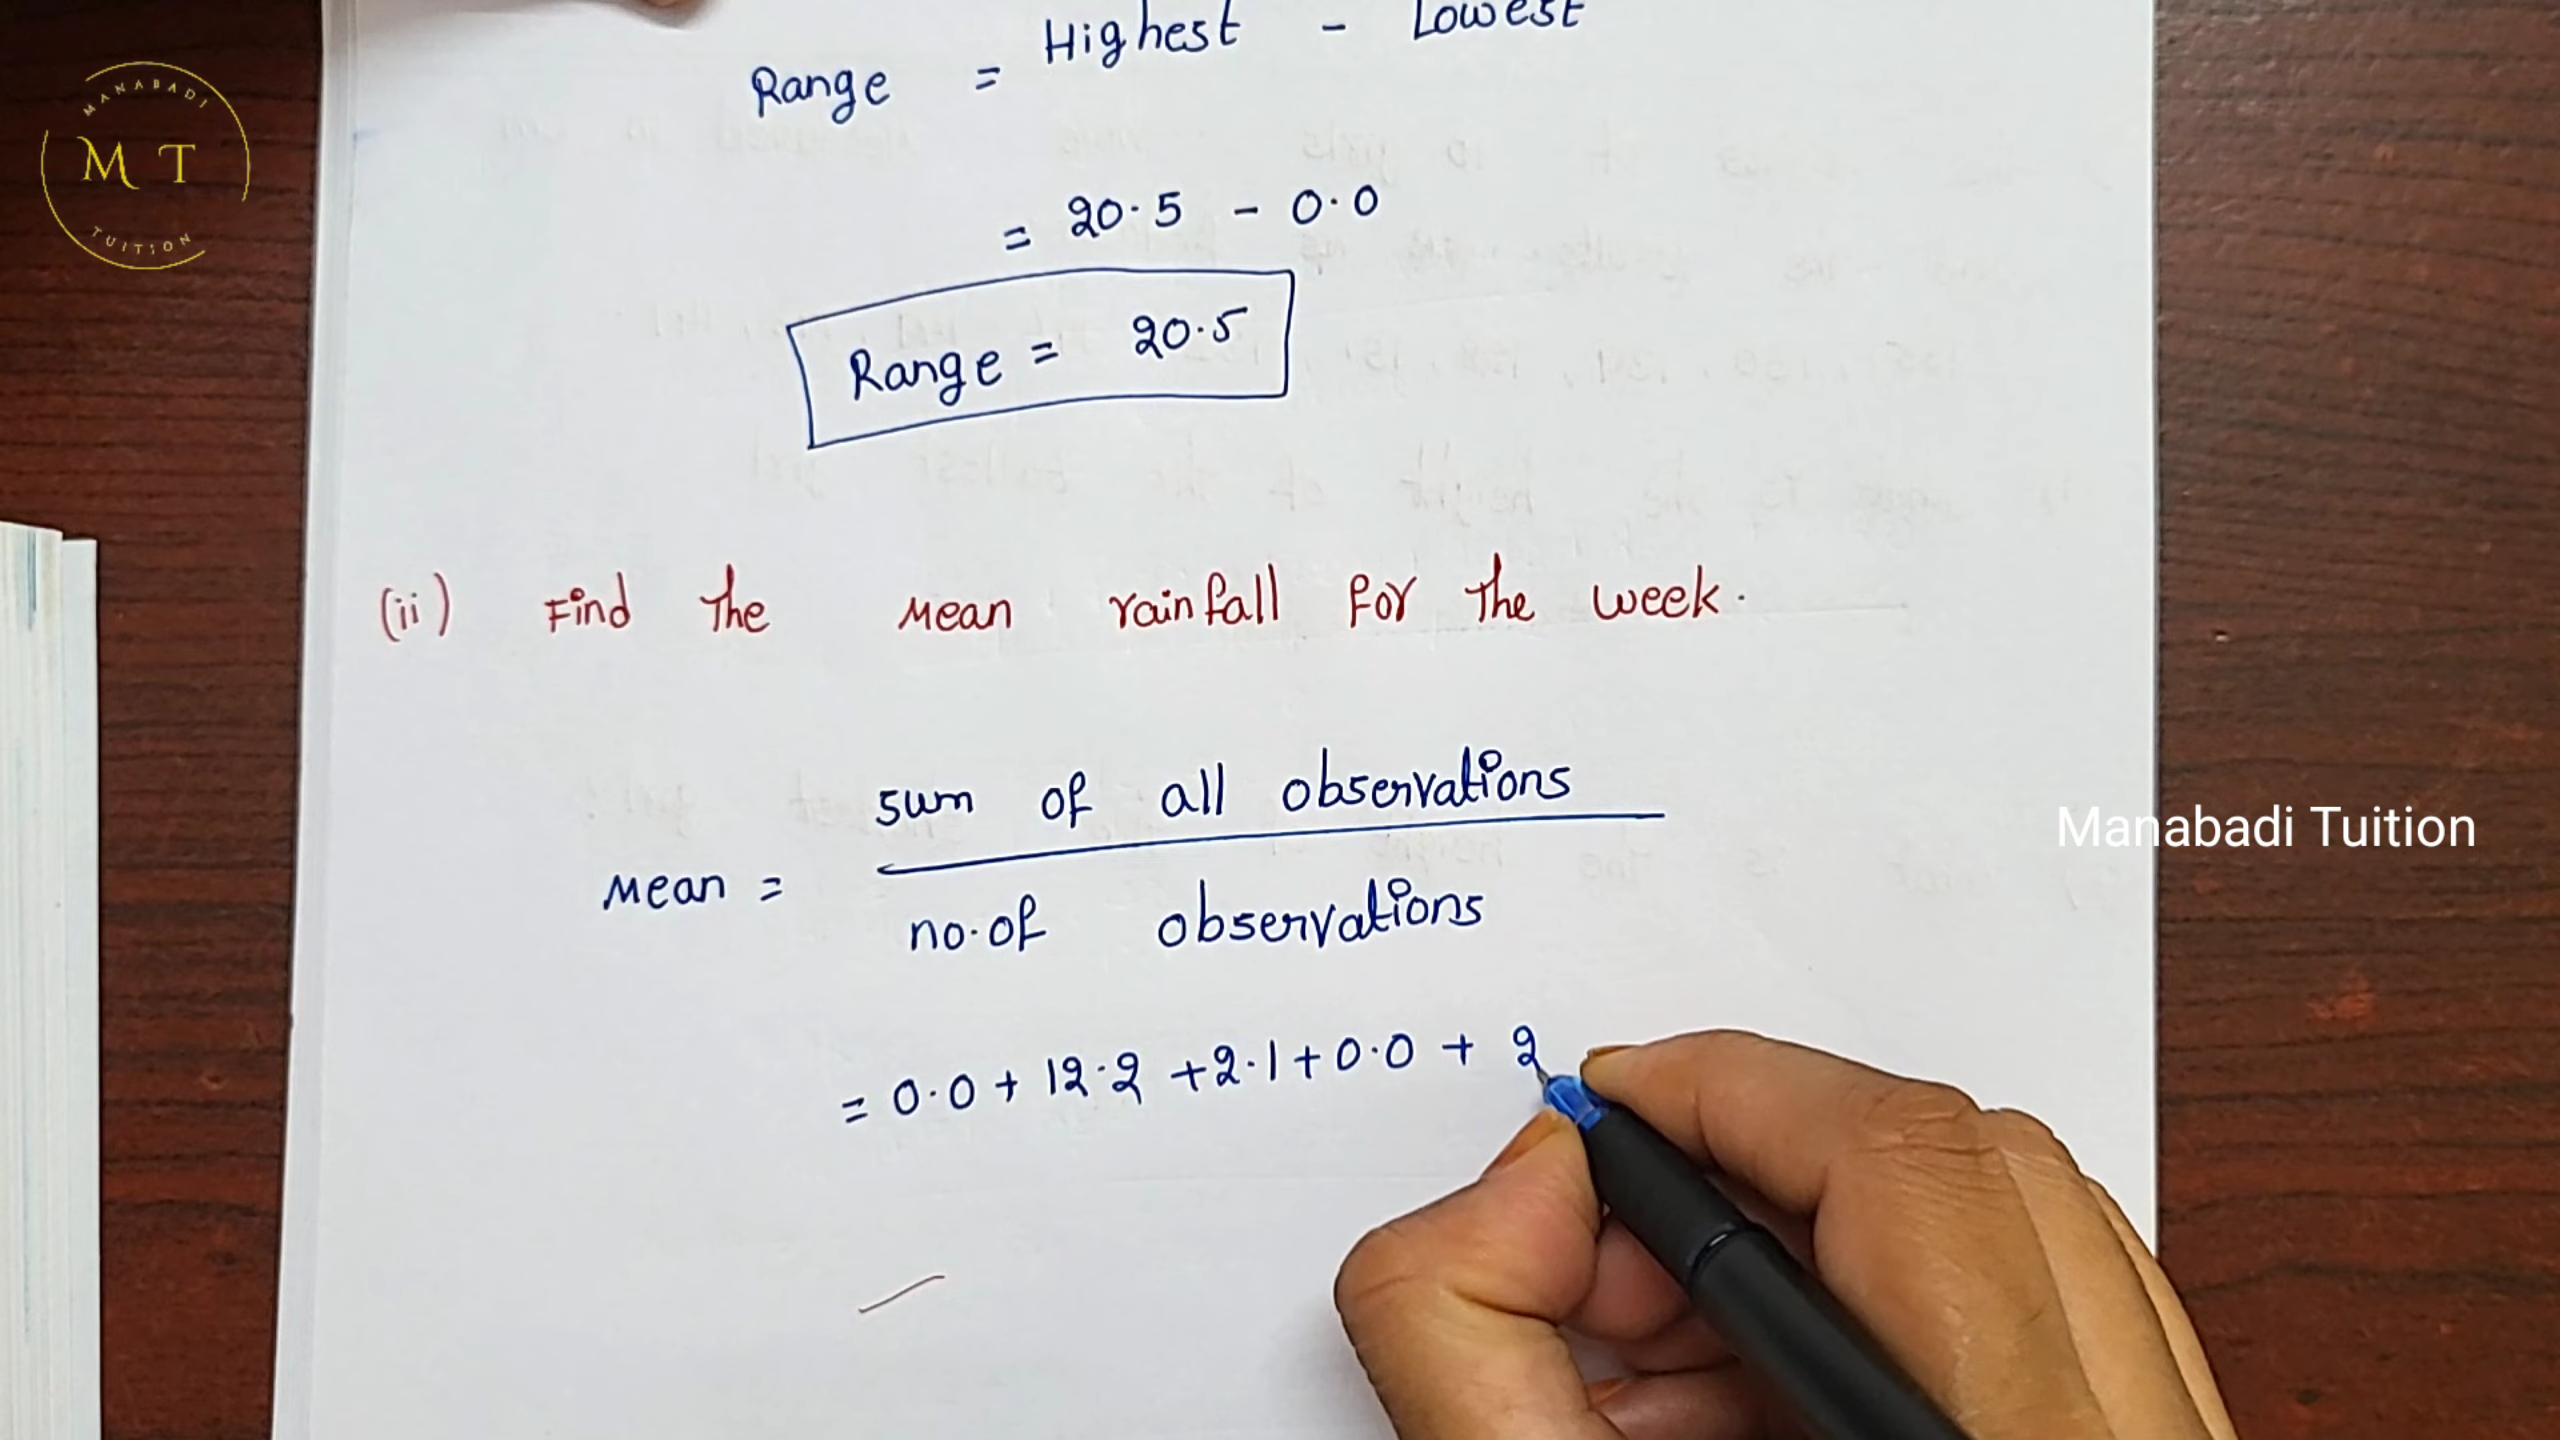 MANABADI
MT
TUITION
Range = Highest - Lowest
= 20.5 - 0.0
Range = 20.5
(ii) Find the Mean rainfall for the week.
sum of all observations
Mean =
no.of observations
= 0.0 + 12.2 + 2.1 + 0.0 + 2
Manabadi Tuition